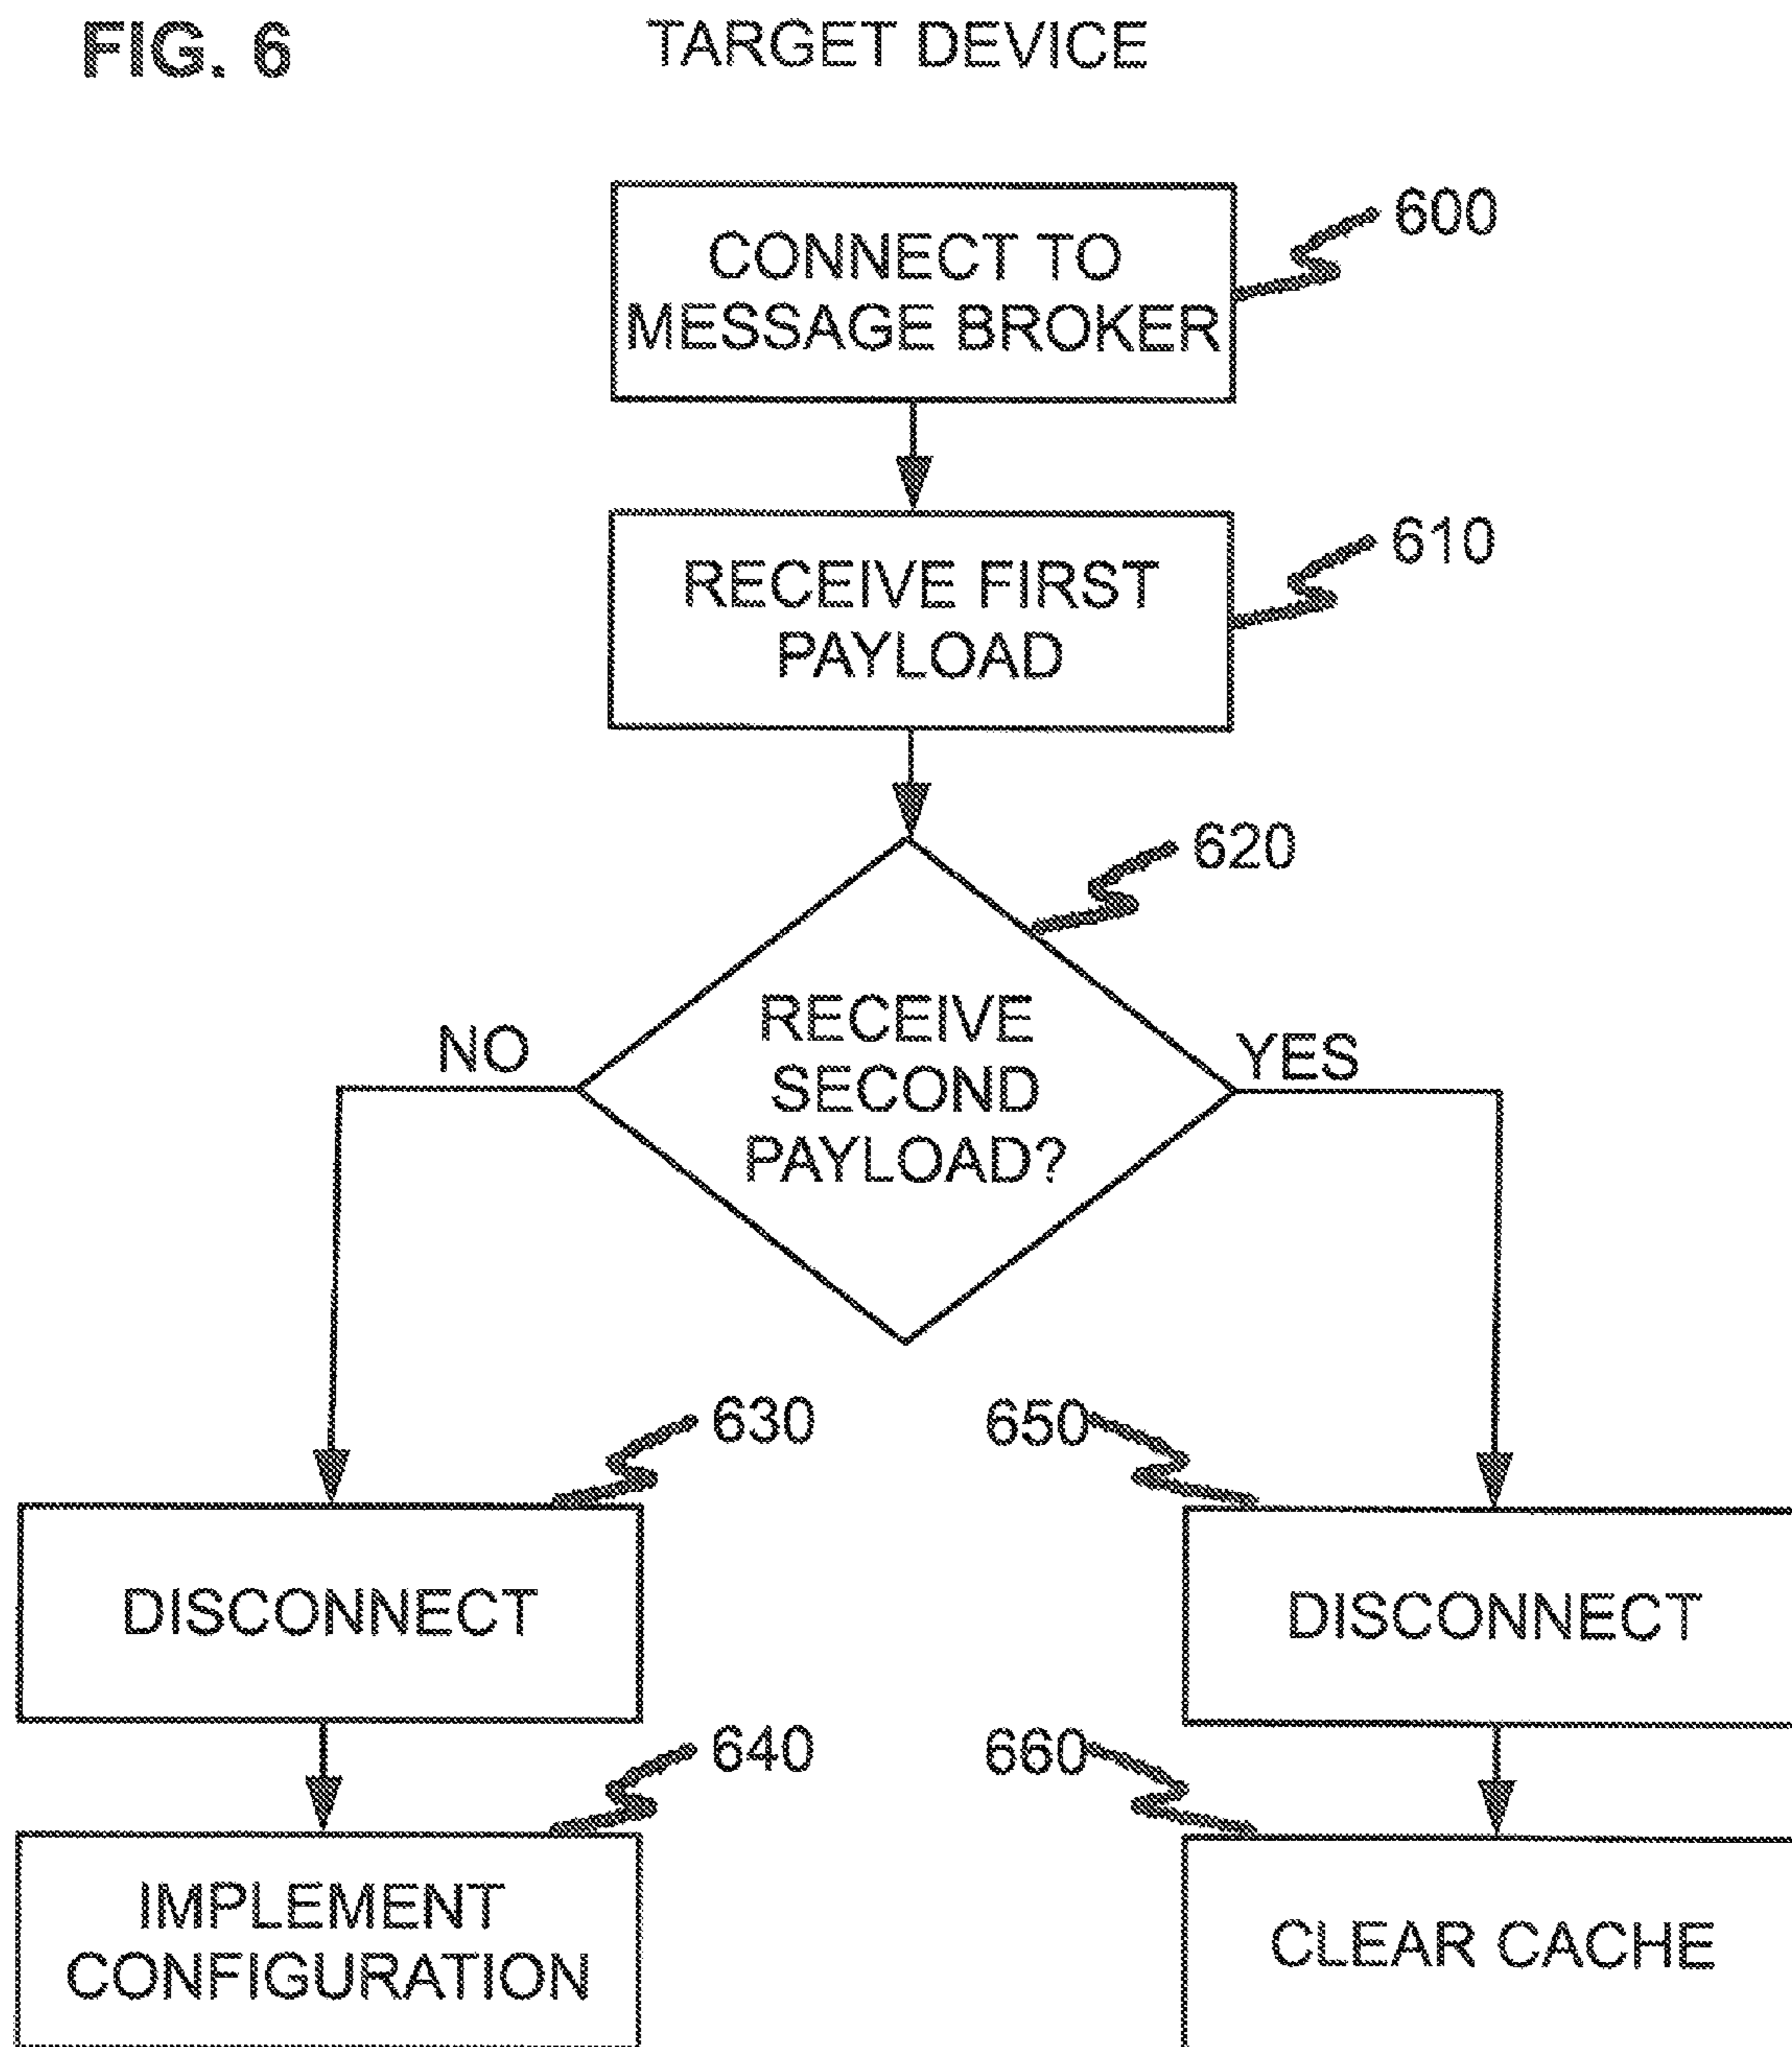 FIG. 6
TARGET DEVICE
CONNECT TO
MESSAGE BROKER
600
RECEIVE FIRST
PAYLOAD
610
620
RECEIVE
SECOND
PAYLOAD?
NO
YES
630
650
DISCONNECT
DISCONNECT
640
660
IMPLEMENT
CONFIGURATION
CLEAR CACHE